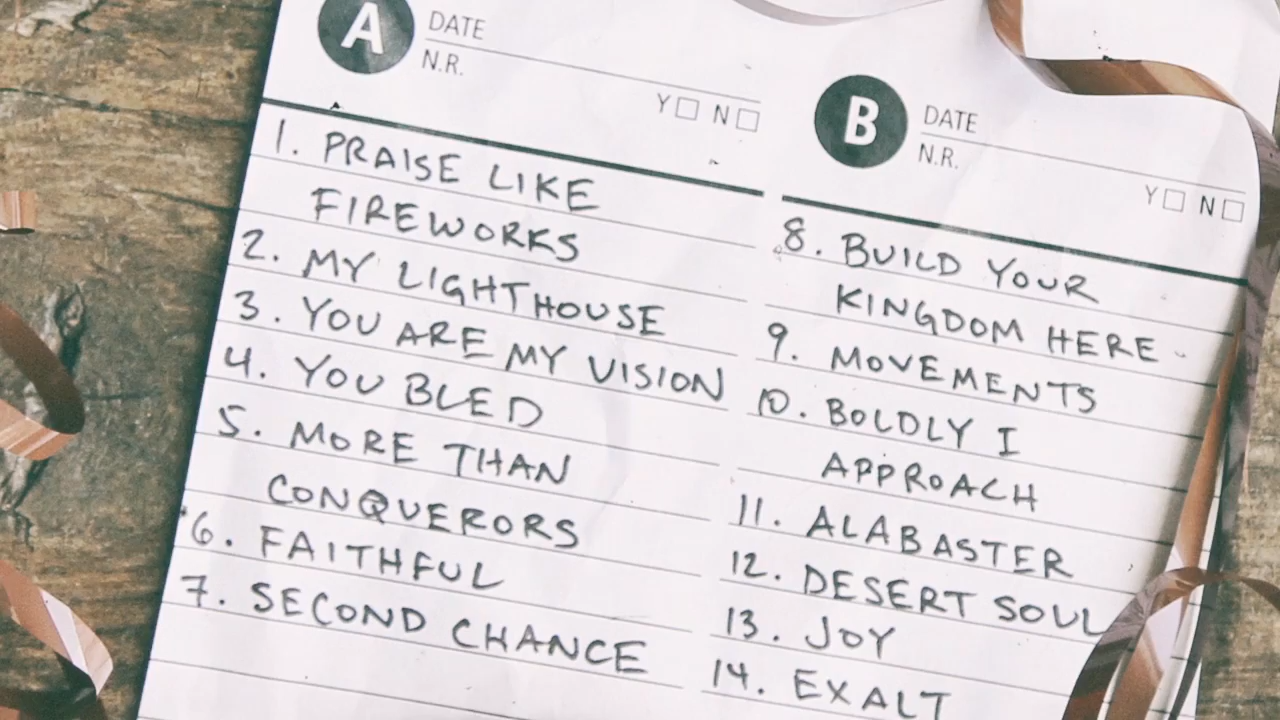 A
DATE
N.R.
Y N
1. PRAISE LIKE
FIREWORKS
2. MY LIGHTHOUSE
3. YOU ARE MY VISION
4. YOU BLED
5. MORE THAN
CONQUERORS
6. FAITHFUL
7. SECOND CHANCE
B
DATE
N.R.
Y N
8. BUILD YOUR
KINGDOM HERE
9. MOVEMENTS
10. BOLDLY I
APPROACH
11. ALABASTER
12. DESERT SOUL
13. JOY
14. EXALT